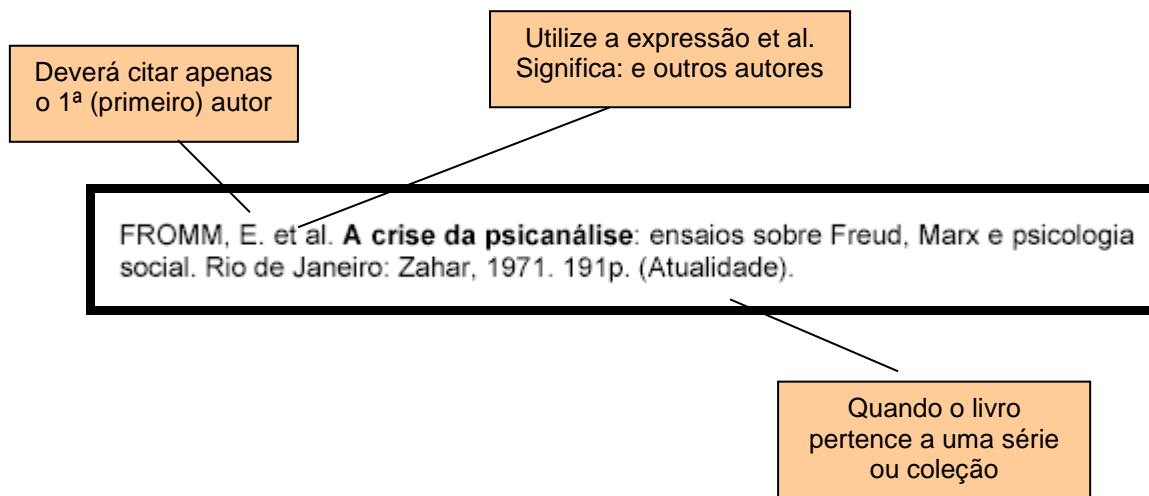 Deverá citar apenas
o 1ª (primeiro) autor
Utilize a expressão et al.
Significa: e outros autores
FROMM, E. et al. A crise da psicanálise: ensaios sobre Freud, Marx e psicologia
social. Rio de Janeiro: Zahar, 1971. 191p. (Atualidade).
Quando o livro
pertence a uma série
ou coleção